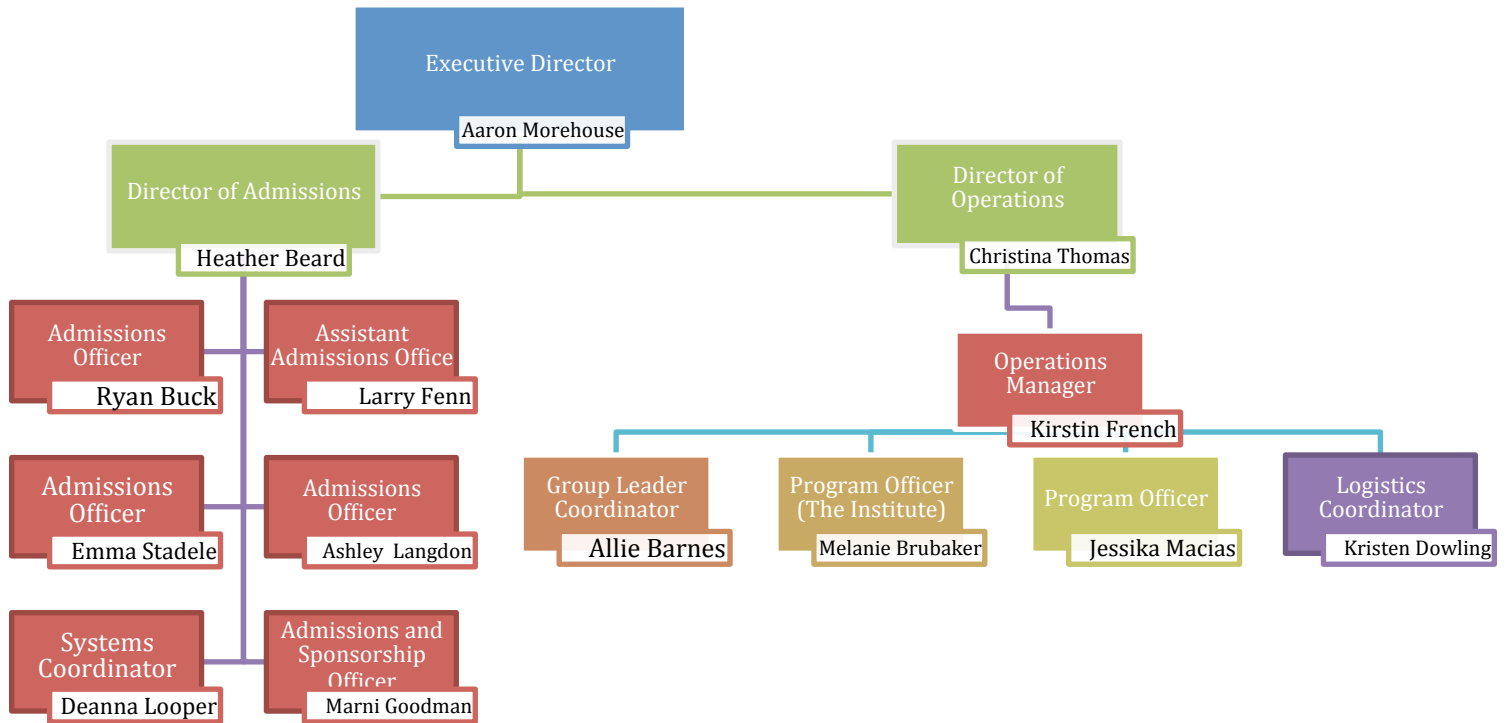 Executive Director
Aaron Morehouse
Director of Admissions
Heather Beard
Director of
Operations
Christina Thomas
Admissions
Officer
Ryan Buck
Assistant
Admissions Office
Larry Fenn
Admissions
Officer
Emma Stadele
Admissions
Officer
Ashley Langdon
Systems
Coordinator
Deanna Looper
Admissions and
Sponsorship
Officer
Marni Goodman
Operations
Manager
Kirstin French
Group Leader
Coordinator
Allie Barnes
Program Officer
(The Institute)
Melanie Brubaker
Program Officer
Jessika Macias
Logistics
Coordinator
Kristen Dowling